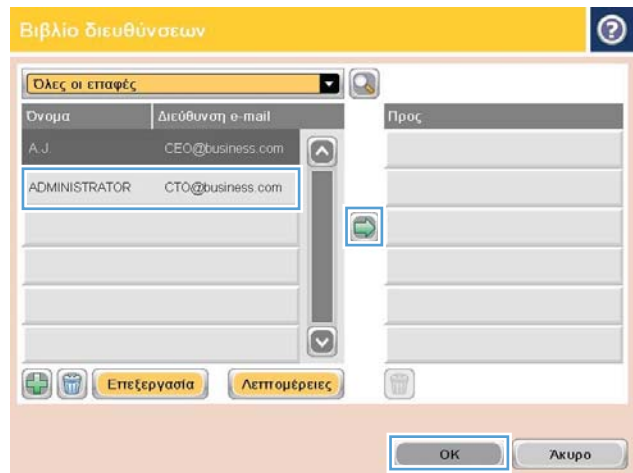 Βιβλίο διευθύνσεων
?
Όλες οι επαφές
Όνομα Διεύθυνση e-mail Προς
A.J. CEO@business.com
ADMINISTRATOR CTO@business.com
Επεξεργασία Λεπτομέρειες
OK Άκυρο